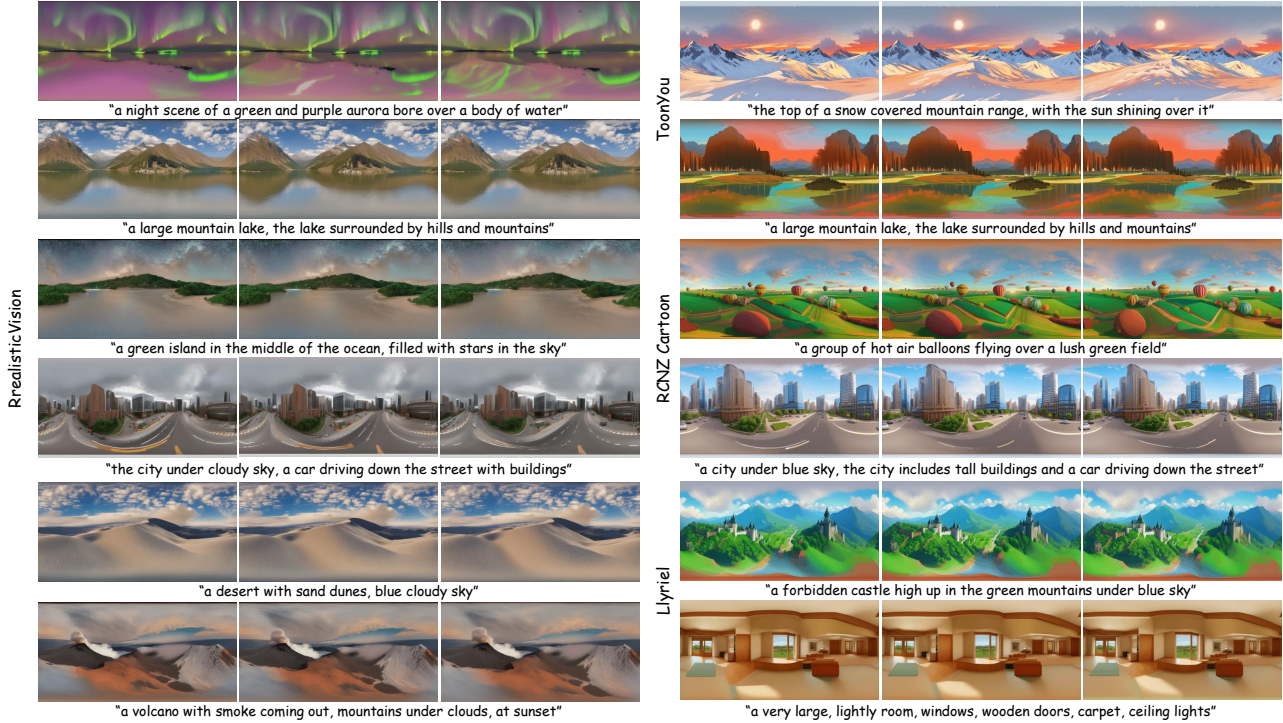 RrealisticVision
“a night scene of a green and purple aurora bore over a body of water”
“a large mountain lake, the lake surrounded by hills and mountains”
“a green island in the middle of the ocean, filled with stars in the sky”
“the city under cloudy sky, a car driving down the street with buildings”
“a desert with sand dunes, blue cloudy sky”
“a volcano with smoke coming out, mountains under clouds, at sunset”
ToonYou
“the top of a snow covered mountain range, with the sun shining over it”
“a large mountain lake, the lake surrounded by hills and mountains”
RCNZ Cartoon
“a group of hot air balloons flying over a lush green field”
“a city under blue sky, the city includes tall buildings and a car driving down the street”
Llyriel
“a forbidden castle high up in the green mountains under blue sky”
“a very large, lightly room, windows, wooden doors, carpet, ceiling lights”